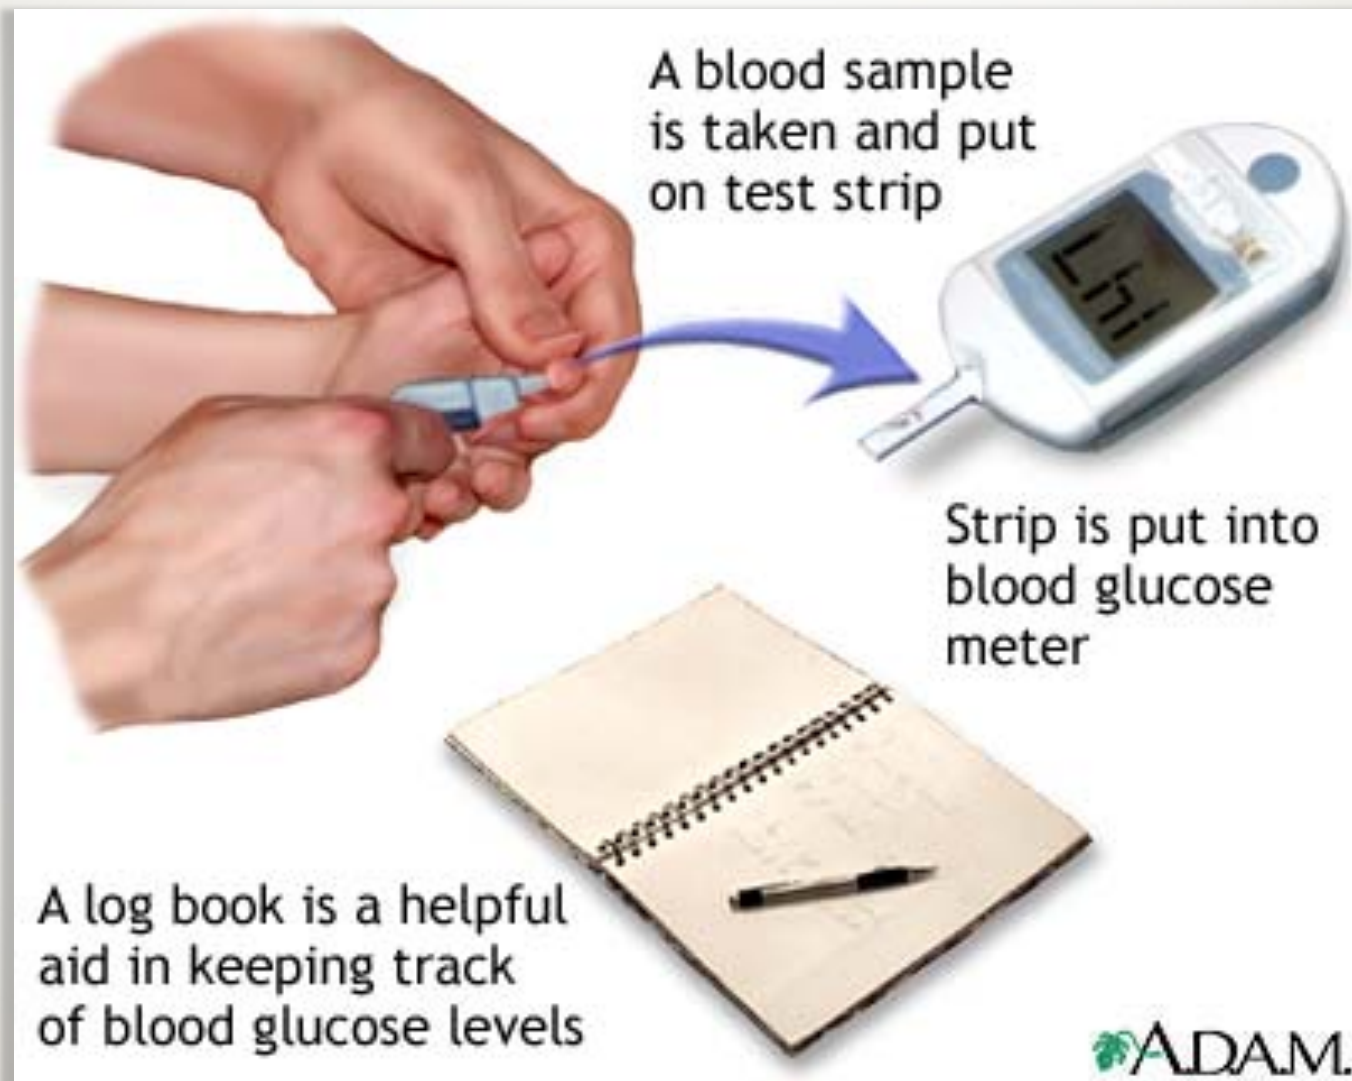 A blood sample
is taken and put
on test strip
Strip is put into
blood glucose
meter
A log book is a helpful
aid in keeping track
of blood glucose levels
A.D.A.M.